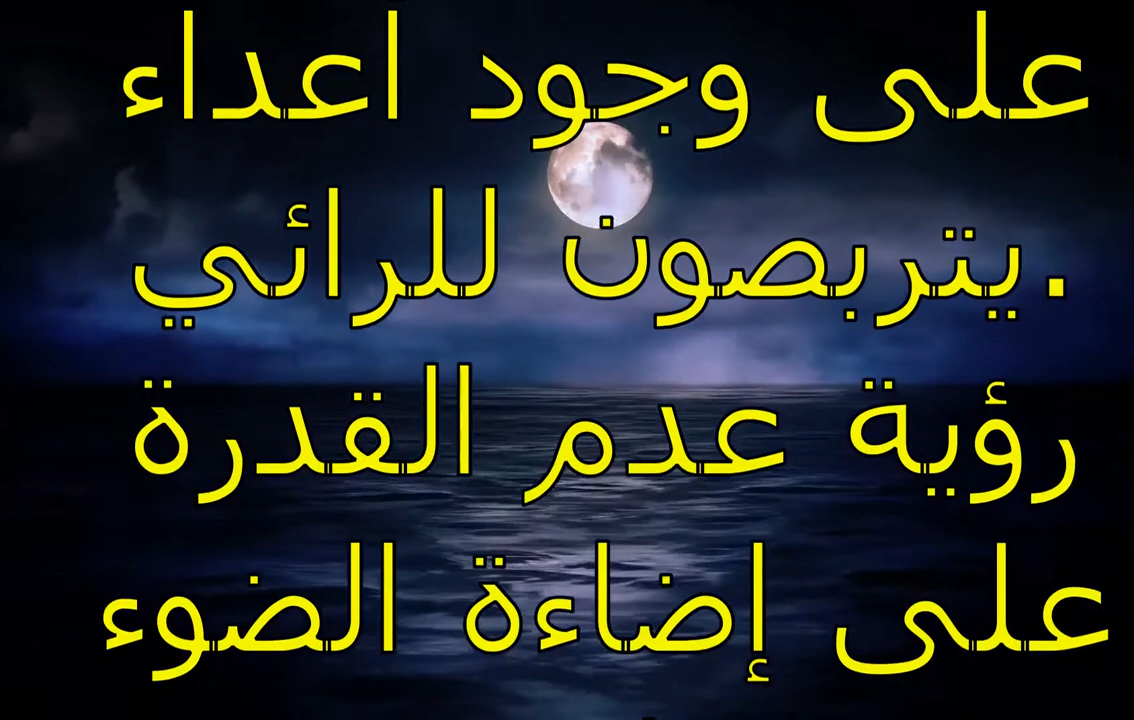 على وجود اعداء
.يتربصون للرائي
رؤية عدم القدرة
على إضاءة الضوء